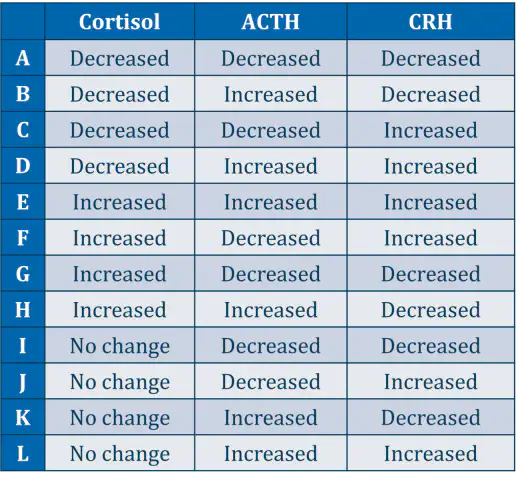 Cortisol ACTH CRH
A Decreased Decreased Decreased
B Decreased Increased Decreased
C Decreased Decreased Increased
D Decreased Increased Increased
E Increased Increased Increased
F Increased Decreased Increased
G Increased Decreased Decreased
H Increased Increased Decreased
I No change Decreased Decreased
J No change Decreased Increased
K No change Increased Decreased
L No change Increased Increased